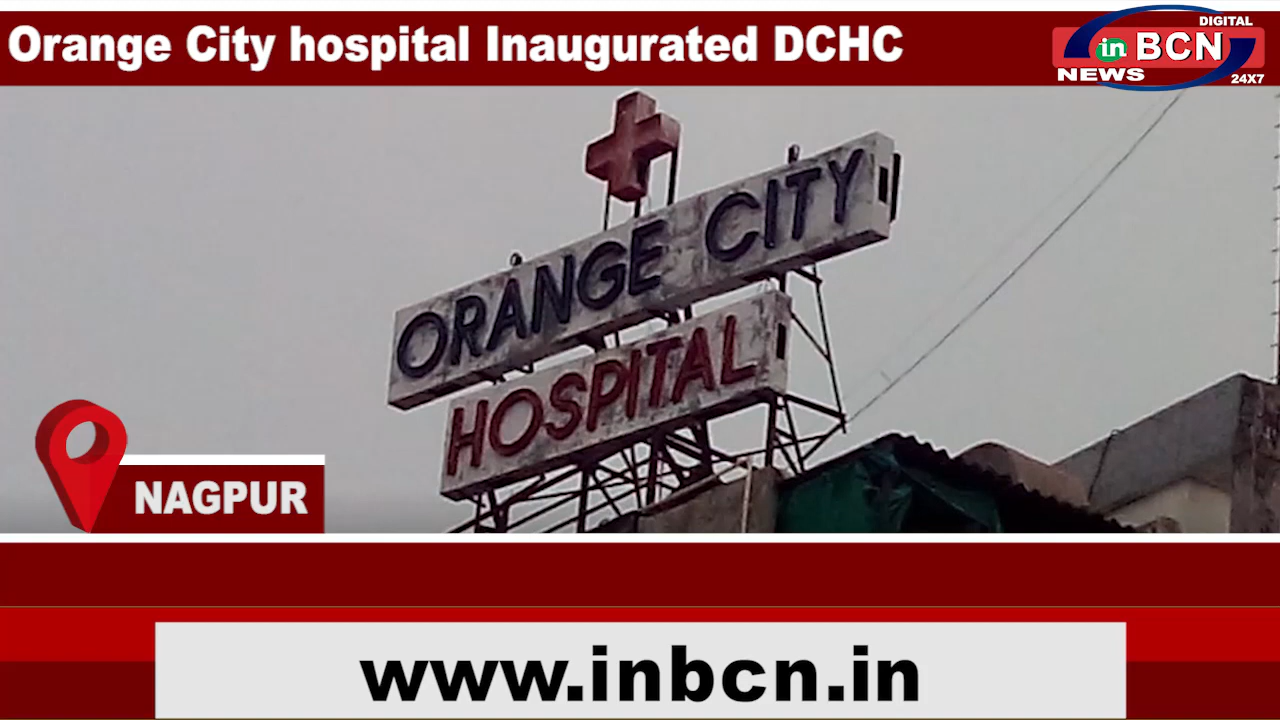 Orange City hospital Inaugurated DCHC
DIGITAL
in BCN
NEWS
24X7
ORANGE CITY
HOSPITAL
NAGPUR
www.inbcn.in